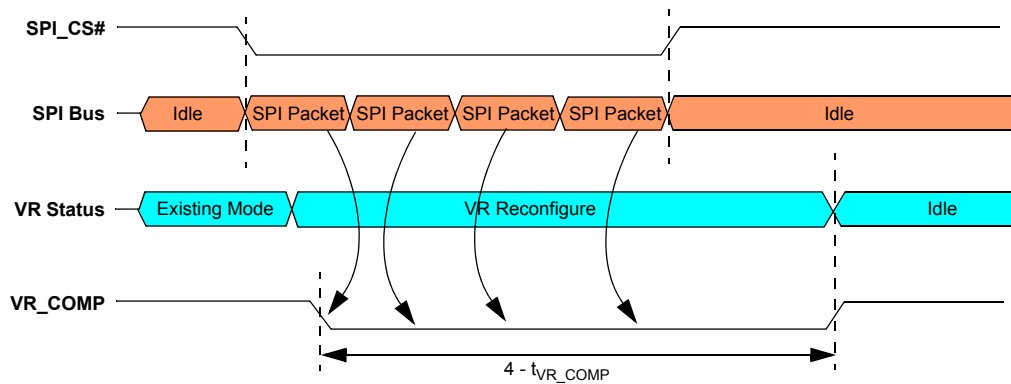 SPI_CS#
SPI Bus Idle SPI Packet SPI Packet SPI Packet SPI Packet Idle
VR Status Existing Mode VR Reconfigure Idle
VR_COMP
4 - tVR_COMP